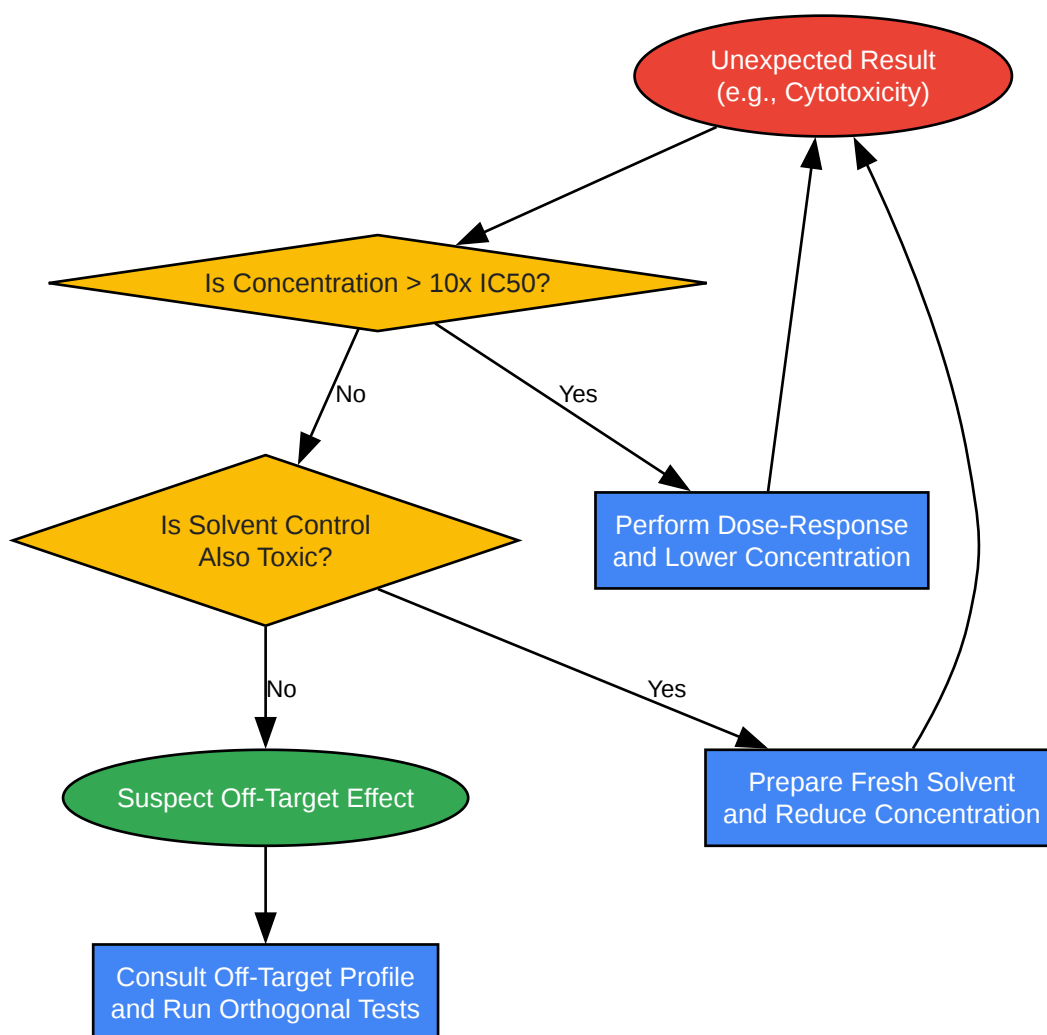 Unexpected Result
(e.g., Cytotoxicity)
Is Concentration > 10x IC50?
No
Yes
Perform Dose-Response
and Lower Concentration
Is Solvent Control
Also Toxic?
No
Yes
Suspect Off-Target Effect
Prepare Fresh Solvent
and Reduce Concentration
Consult Off-Target Profile
and Run Orthogonal Tests